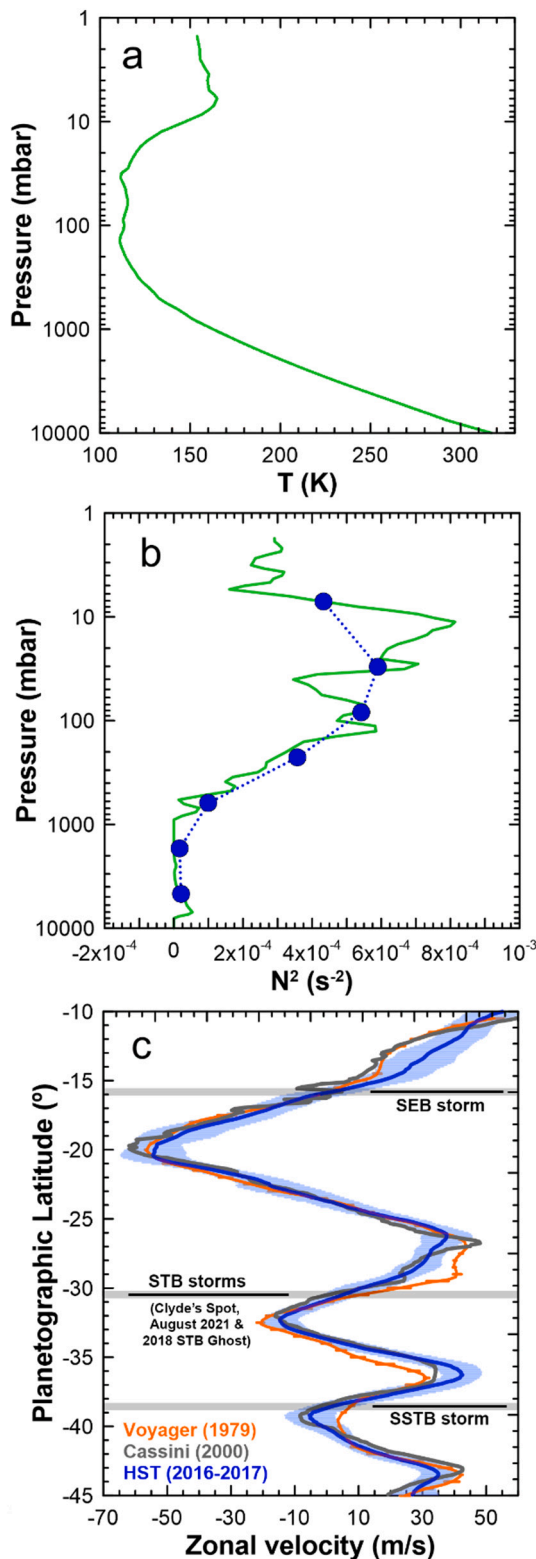 a
Pressure (mbar)
1
10
100
1000
10000
100 150 200 250 300
T (K)
b
Pressure (mbar)
1
10
100
1000
10000
-2x10⁻⁴ 0 2x10⁻⁴ 4x10⁻⁴ 6x10⁻⁴ 8x10⁻⁴ 10⁻³
N² (s⁻²)
c
Planetographic Latitude (º)
-10
-15
SEB storm
-20
-25
STB storms
-30
(Clyde's Spot,
August 2021 &
2018 STB Ghost)
-35
SSTB storm
-40
Voyager (1979)
Cassini (2000)
HST (2016-2017)
-45
-70 -50 -30 -10 10 30 50
Zonal velocity (m/s)